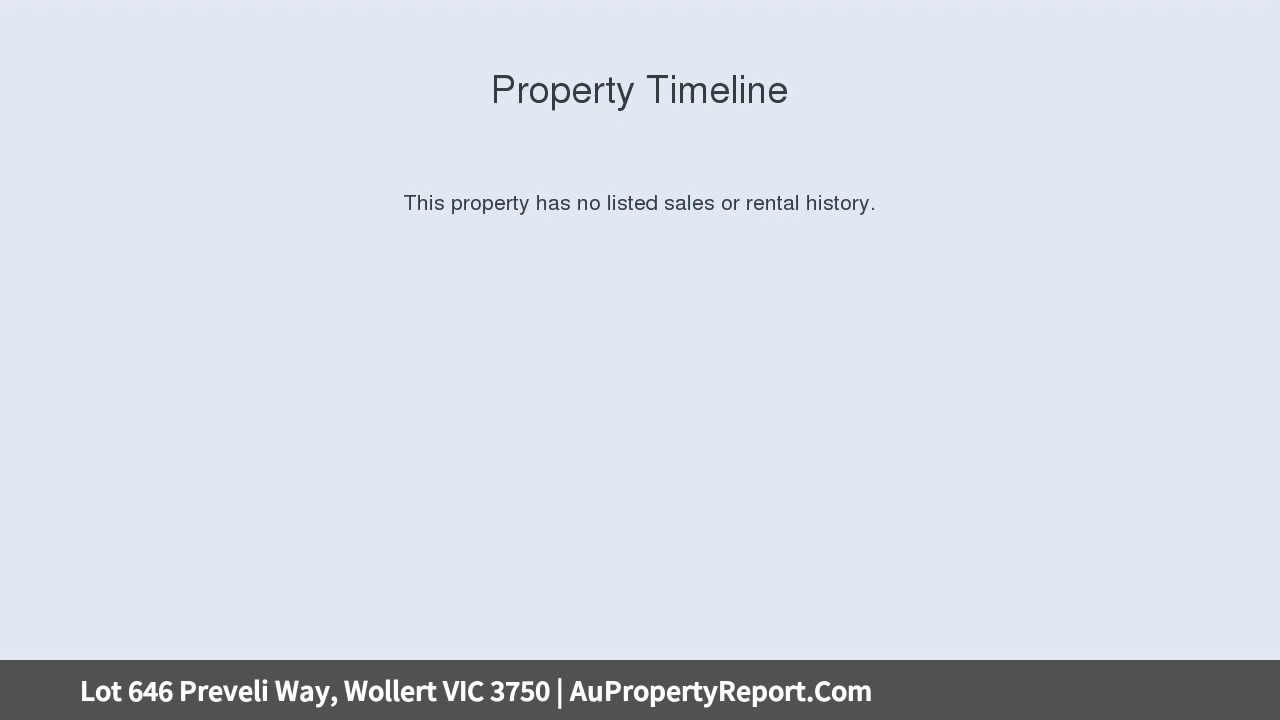 Property Timeline
This property has no listed sales or rental history.
Lot 646 Preveli Way, Wollert VIC 3750 | AuPropertyReport.Com